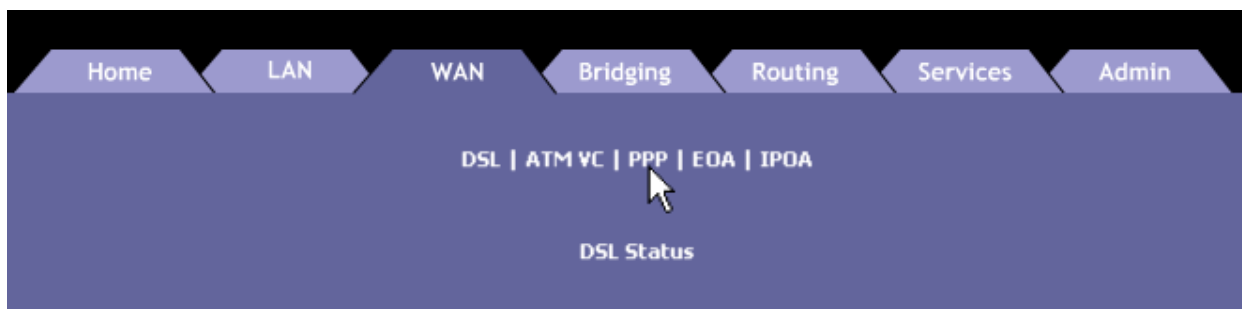 Home LAN WAN Bridging Routing Services Admin
DSL | ATM VC | PPP | EOA | IPOA
DSL Status